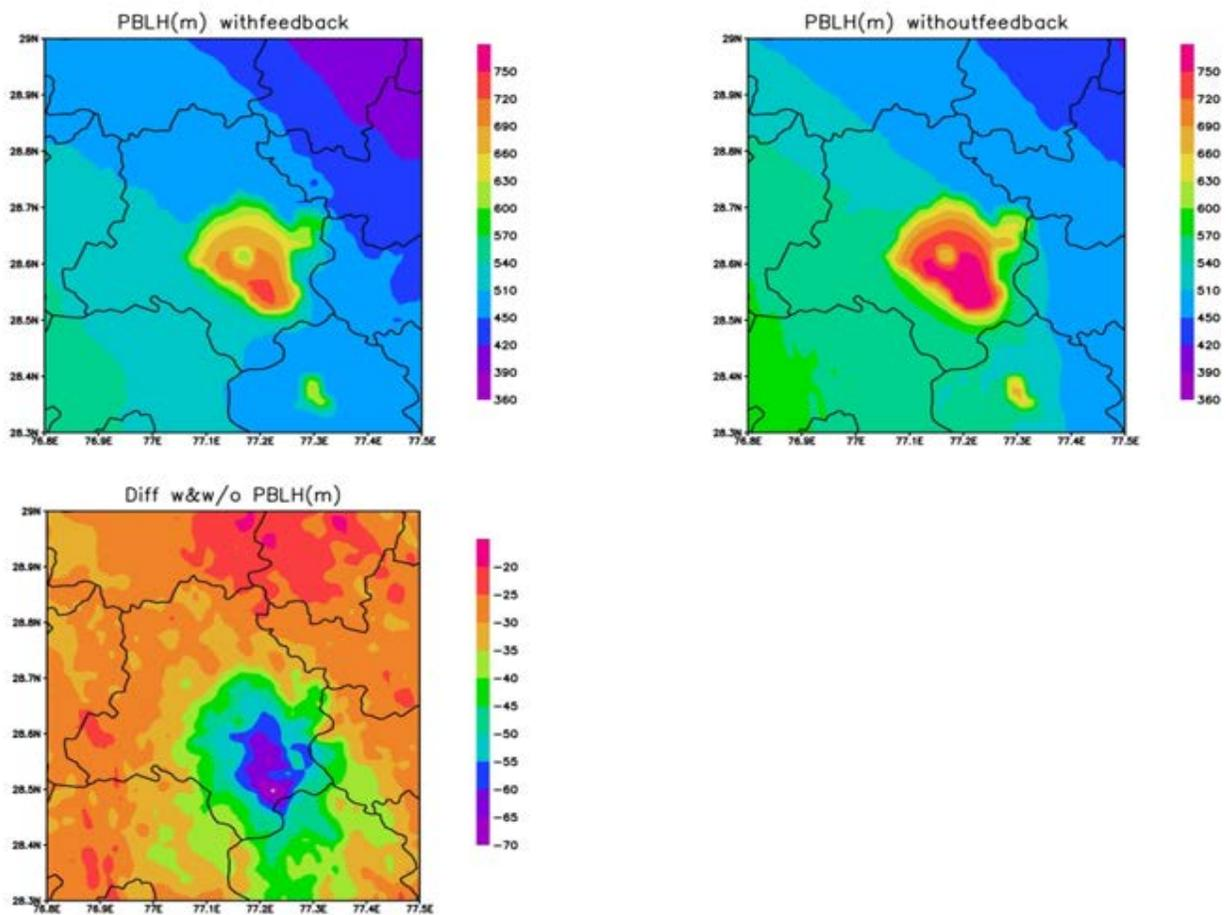 PBLH(m) withfeedback
29N
28.9N
28.8N
28.7N
28.6N
28.5N
28.4N
28.3N
76.8E 76.9E 77E 77.1E 77.2E 77.3E 77.4E 77.5E
750
720
690
660
630
600
570
540
510
450
420
390
360
PBLH(m) withoutfeedback
29N
28.9N
28.8N
28.7N
28.6N
28.5N
28.4N
28.3N
76.8E 76.9E 77E 77.1E 77.2E 77.3E 77.4E 77.5E
750
720
690
660
630
600
570
540
510
450
420
390
360
Diff w&w/o PBLH(m)
29N
28.9N
28.8N
28.7N
28.6N
28.5N
28.4N
28.3N
76.8E 76.9E 77E 77.1E 77.2E 77.3E 77.4E 77.5E
-20
-25
-30
-35
-40
-45
-50
-55
-60
-65
-70